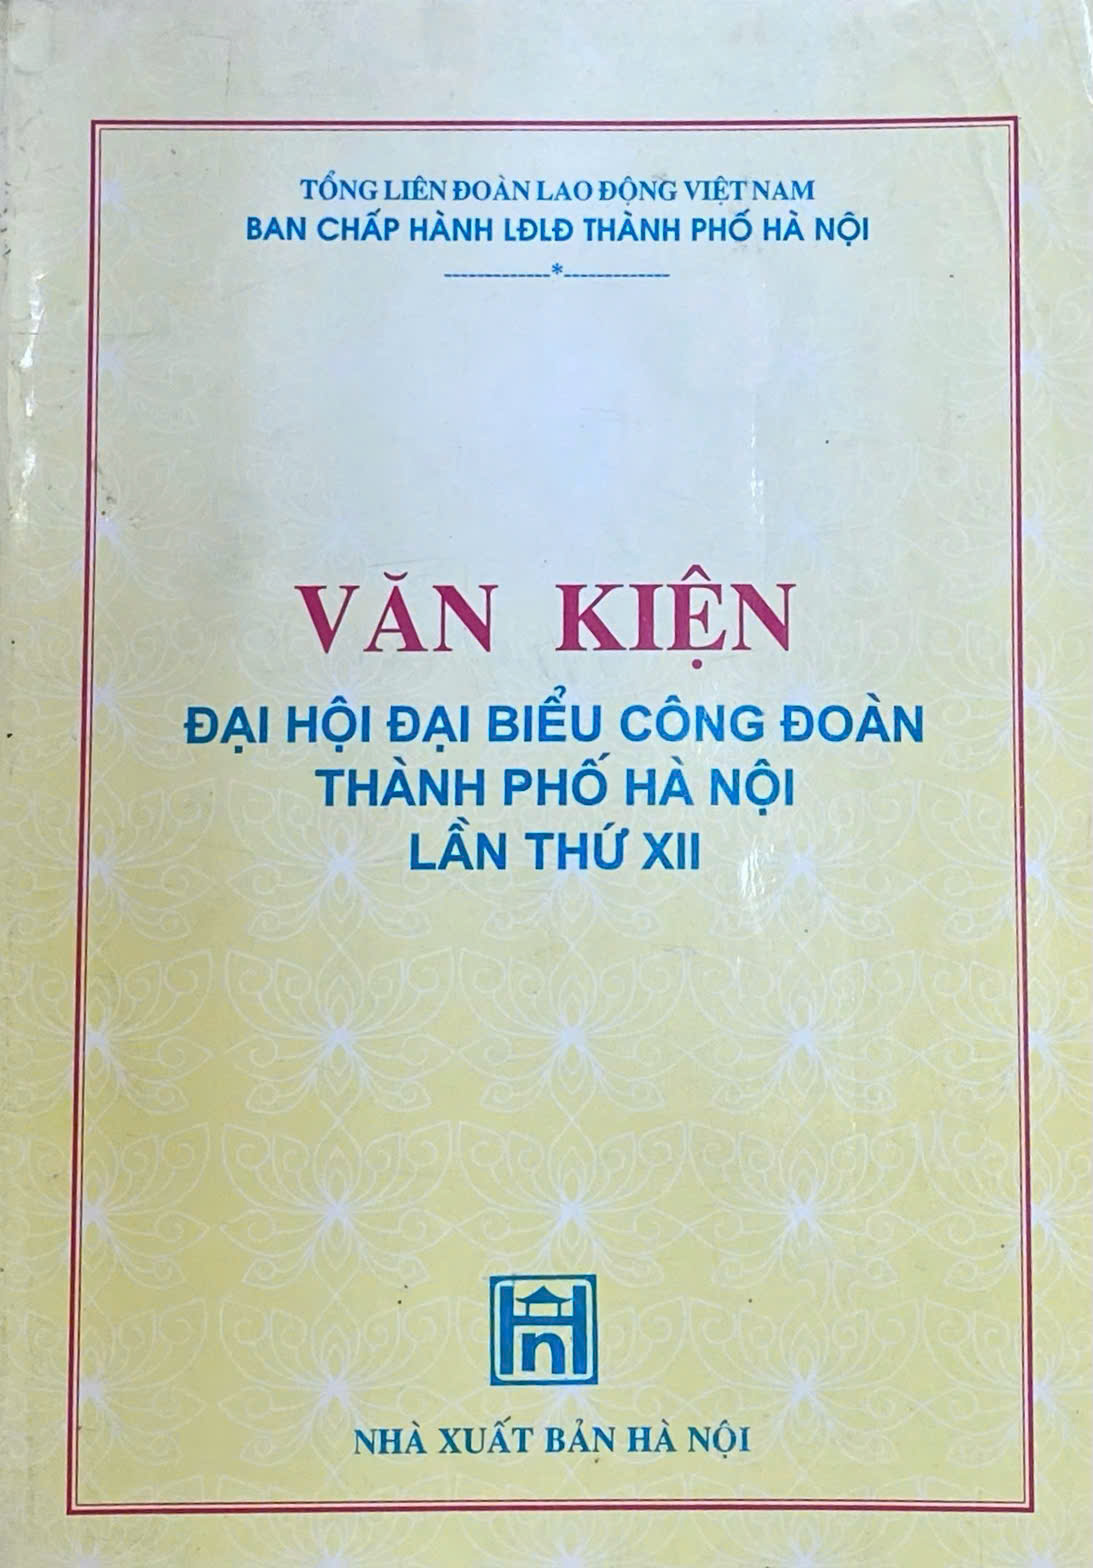 TỔNG LIÊN ĐOÀN LAO ĐỘNG VIỆT NAM
BAN CHẤP HÀNH LĐLĐ THÀNH PHỐ HÀ NỘI
-------------*-------------
VĂN KIỆN
ĐẠI HỘI ĐẠI BIỂU CÔNG ĐOÀN
THÀNH PHỐ HÀ NỘI
LẦN THỨ XII
Hn
NHÀ XUẤT BẢN HÀ NỘI